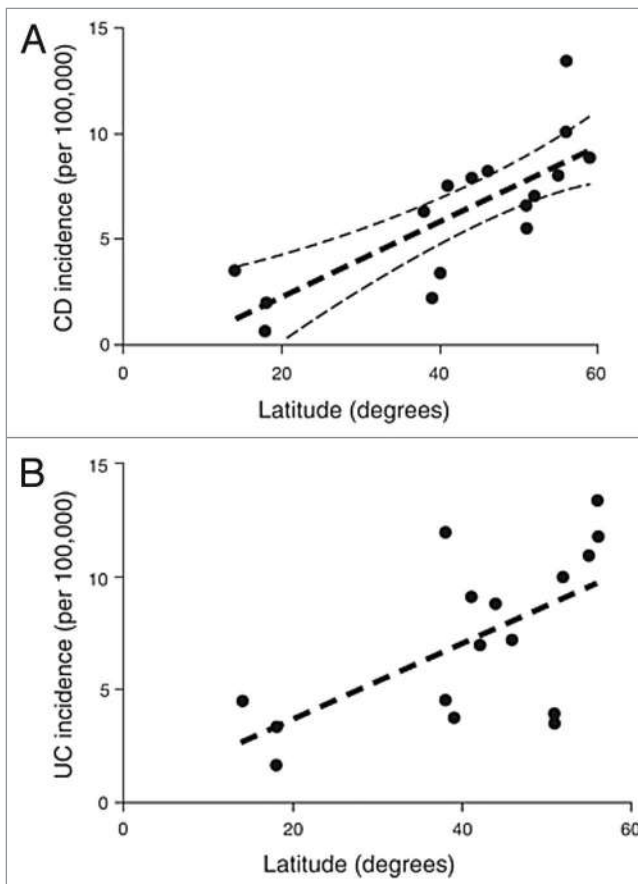 A
CD incidence (per 100,000)
15
10
5
0
0 20 40 60
Latitude (degrees)
B
UC incidence (per 100,000)
15
10
5
0
0 20 40 60
Latitude (degrees)